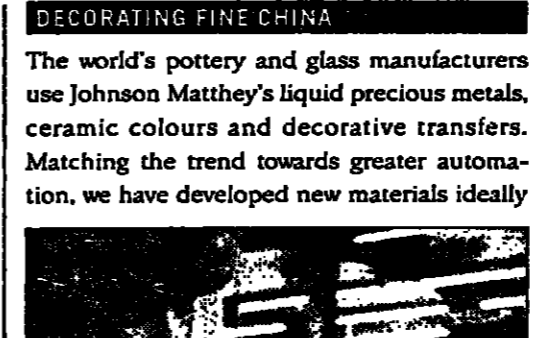 DECORATING FINE CHINA
The world's pottery and glass manufacturers
use Johnson Matthey's liquid precious metals,
ceramic colours and decorative transfers.
Matching the trend towards greater automa-
tion, we have developed new materials ideally